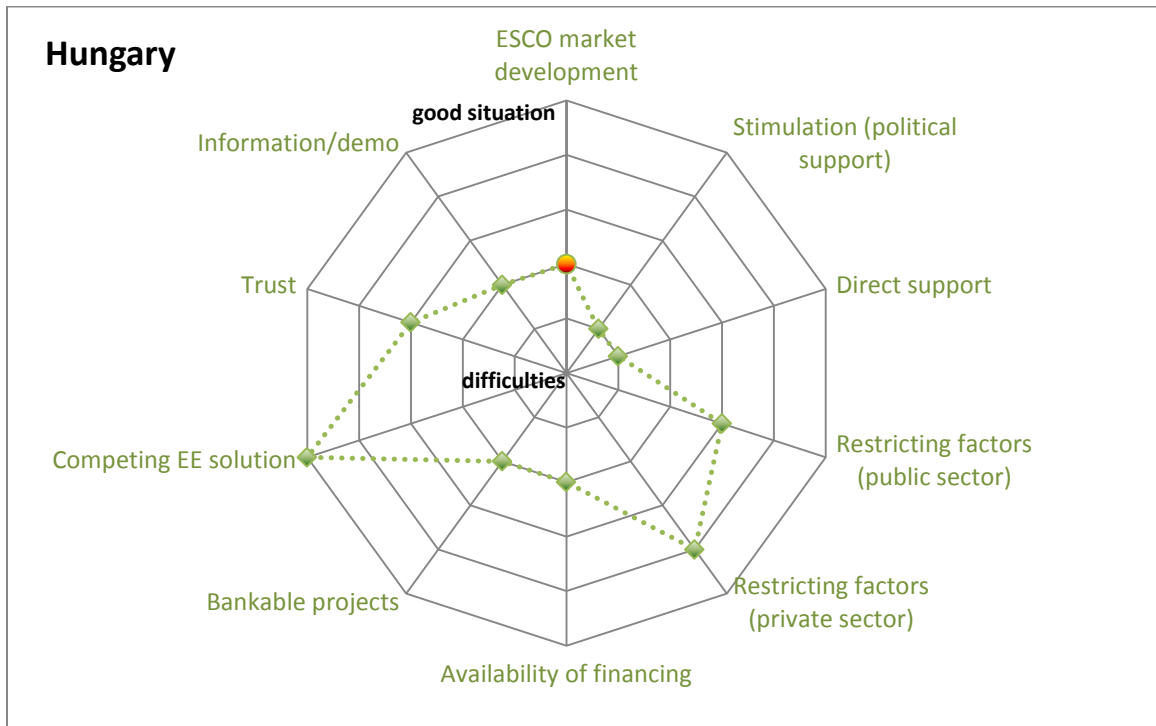 Hungary
ESCO market
development
good situation
Stimulation (political
support)
Information/demo
Trust
Direct support
difficulties
Competing EE solution
Restricting factors
(public sector)
Bankable projects
Restricting factors
(private sector)
Availability of financing